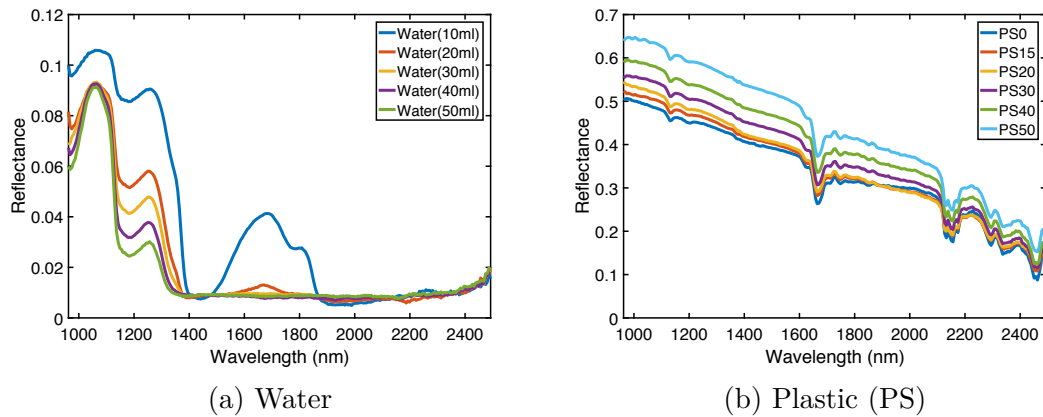 0.12
0.1
0.08
0.06
0.04
0.02
0
Reflectance
1000 1200 1400 1600 1800 2000 2200 2400
Wavelength (nm)
Water(10ml)
Water(20ml)
Water(30ml)
Water(40ml)
Water(50ml)
(a) Water
0.7
0.6
0.5
0.4
0.3
0.2
0.1
0
Reflectance
1000 1200 1400 1600 1800 2000 2200 2400
Wavelength (nm)
PS0
PS15
PS20
PS30
PS40
PS50
(b) Plastic (PS)